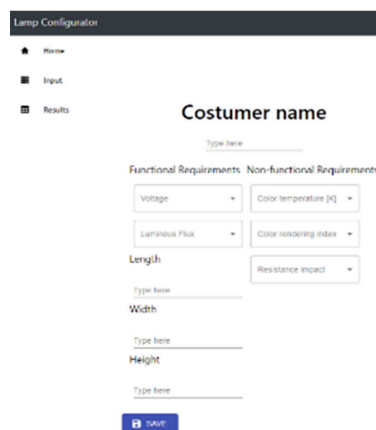 Lamp Configurator
Home
Input
Results
Costumer name
Type here
Functional Requirements Non-functional Requirements
Voltage Color temperature [K]
Luminous Flux Color rendering index
Length Resistance impact
Type here
Width
Type here
Height
Type here
SAVE